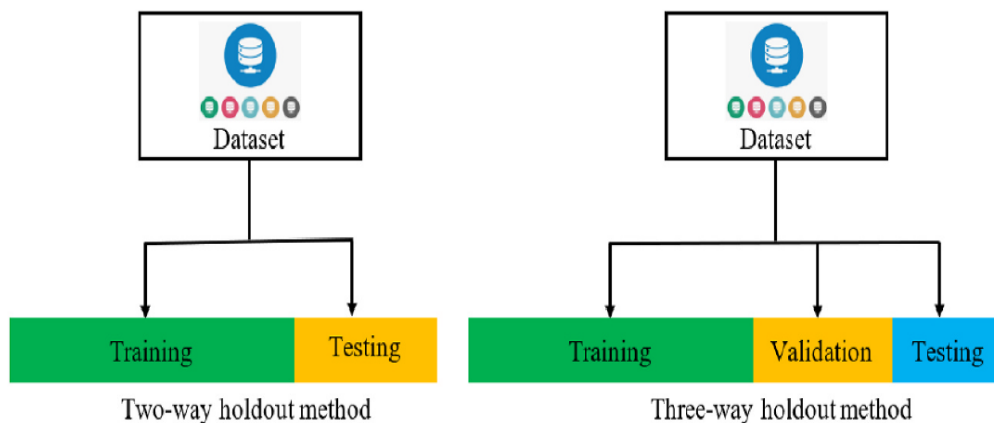 Dataset
Dataset
Training
Testing
Training
Validation
Testing
Two-way holdout method
Three-way holdout method